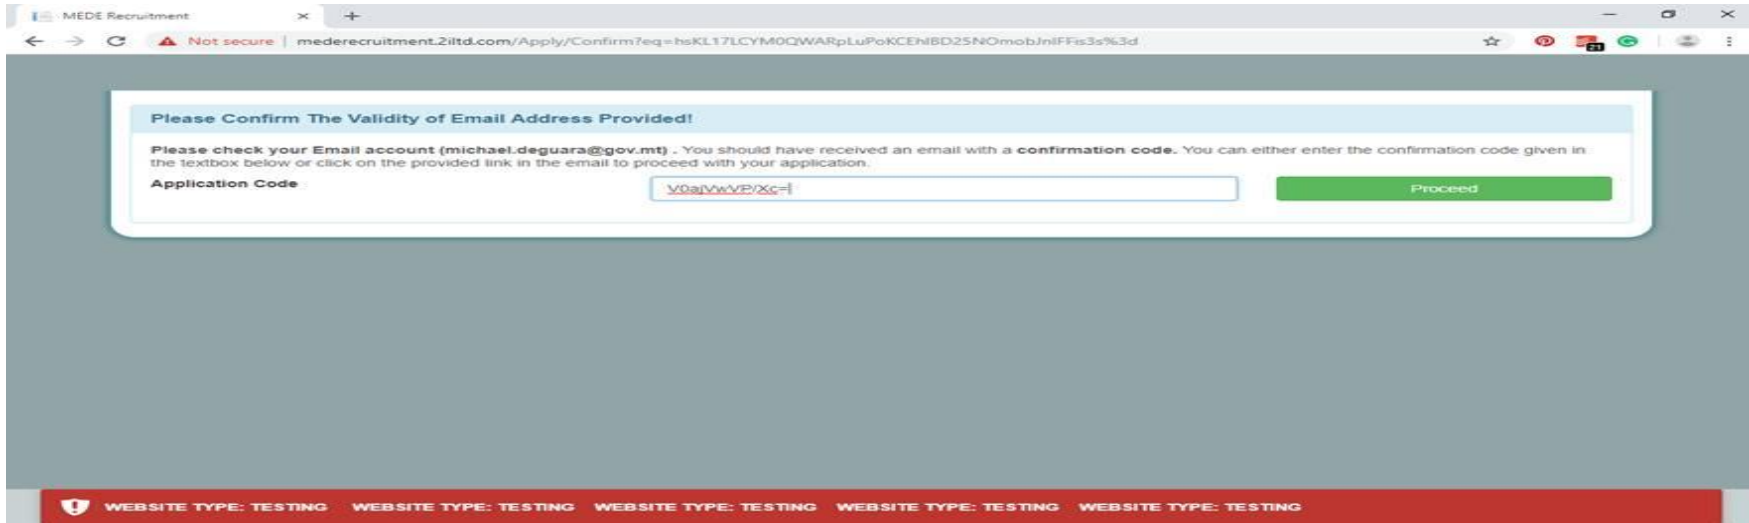 MEDE Recruitment
Not secure | mederecruitment.2iltd.com/Apply/Confirm?eq=hsKL17LCYM0QWARpLuPoKCEhIBD25NOmobJnIFFis3s%3d
21
Please Confirm The Validity of Email Address Provided!
Please check your Email account (michael.deguara@gov.mt) . You should have received an email with a confirmation code. You can either enter the confirmation code given in
the textbox below or click on the provided link in the email to proceed with your application.
Application Code
V0ajVwVP/Xc=
Proceed
WEBSITE TYPE: TESTING WEBSITE TYPE: TESTING WEBSITE TYPE: TESTING WEBSITE TYPE: TESTING WEBSITE TYPE: TESTING